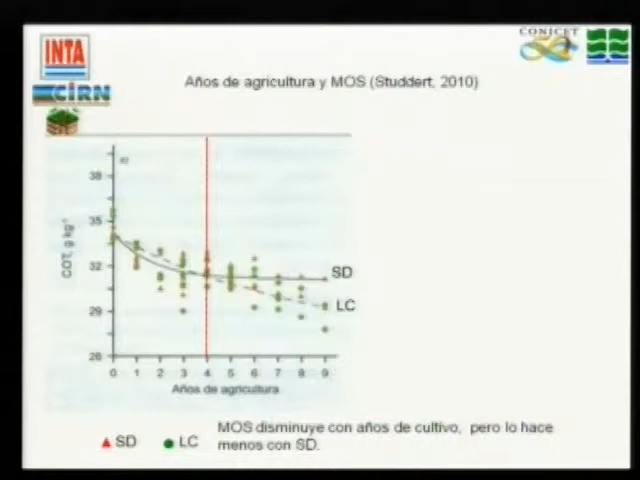 INTA
CIRN
CONICET
Años de agricultura y MOS (Studdert, 2010)
a)
COT, g kg⁻¹
38
35
32
29
26
0 1 2 3 4 5 6 7 8 9
Años de agricultura
SD
LC
SD LC
MOS disminuye con años de cultivo, pero lo hace
menos con SD.